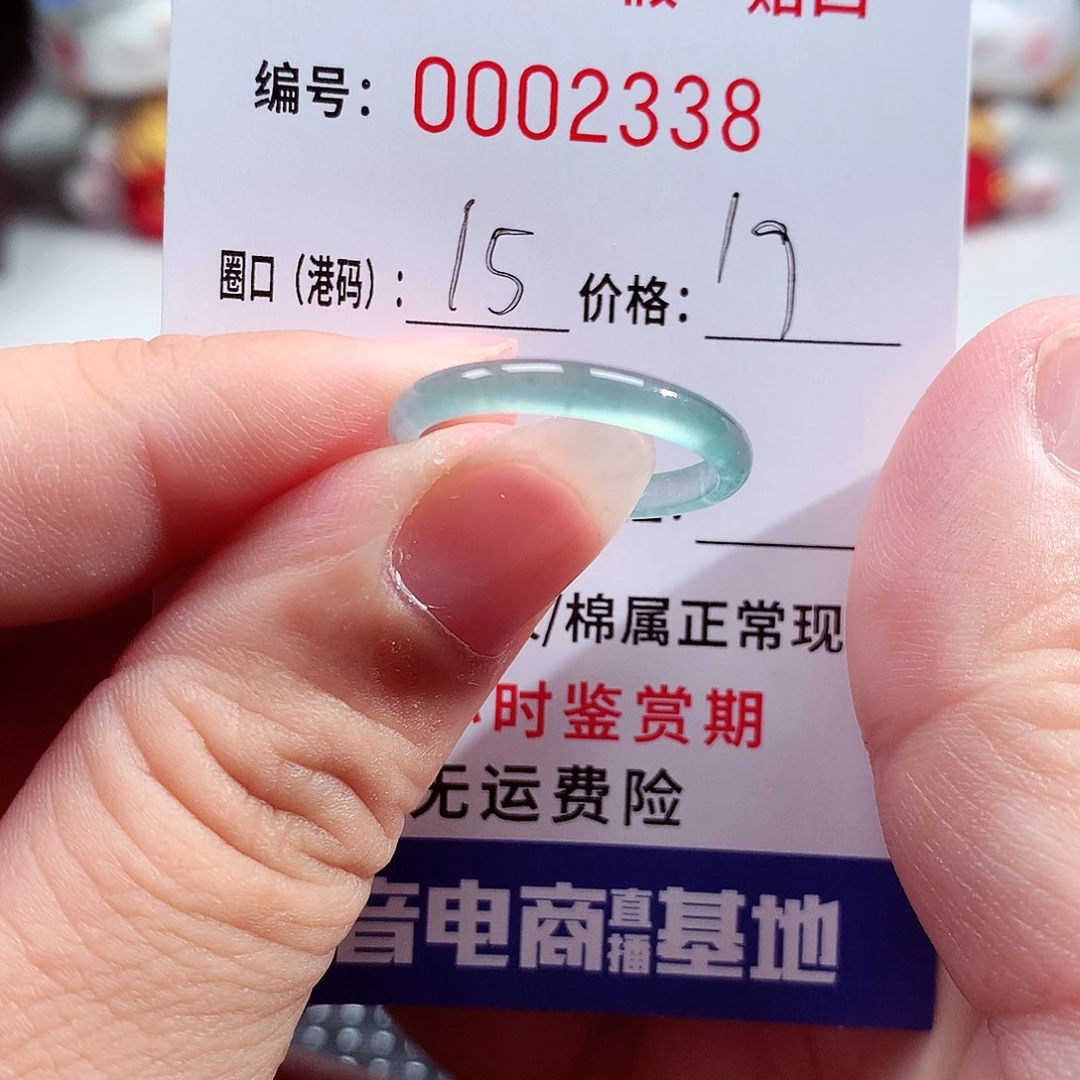 编号：0002338
圈口（港码）：15 价格：19
/棉属正常现
时鉴赏期
无运费险
音电商直播基地